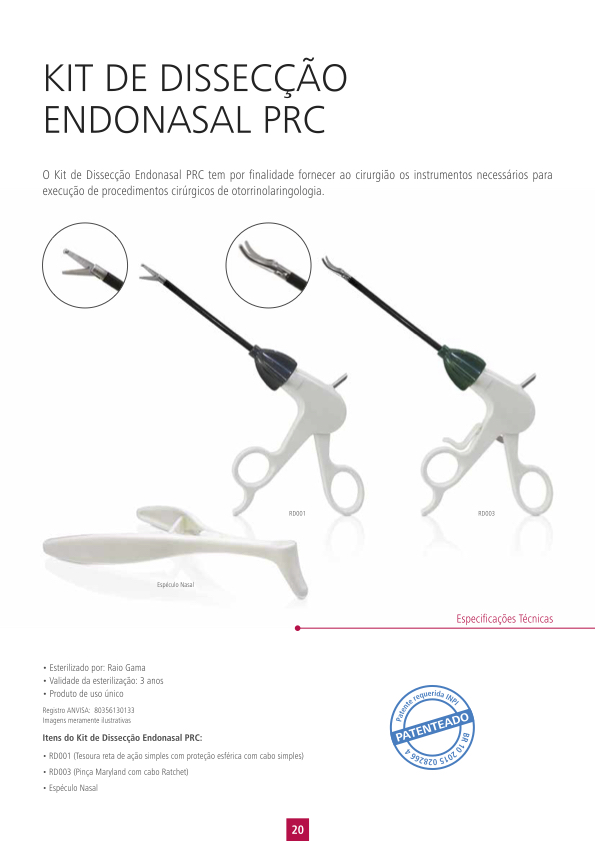 KIT DE DISSECÇÃO
ENDONASAL PRC
O Kit de Dissecção Endonasal PRC tem por finalidade fornecer ao cirurgião os instrumentos necessários para
execução de procedimentos cirúrgicos de otorrinolaringologia.
RD001
RD003
Espéculo Nasal
Especificações Técnicas
• Esterilizado por: Raio Gama
• Validade da esterilização: 3 anos
• Produto de uso único
Registro ANVISA: 80356130133
Imagens meramente ilustrativas
Itens do Kit de Dissecção Endonasal PRC:
• RD001 (Tesoura reta de ação simples com proteção esférica com cabo simples)
• RD003 (Pinça Maryland com cabo Ratchet)
• Espéculo Nasal
Patente requerida INPI
PATENTEADO
BR 10 2015 028266 4
20